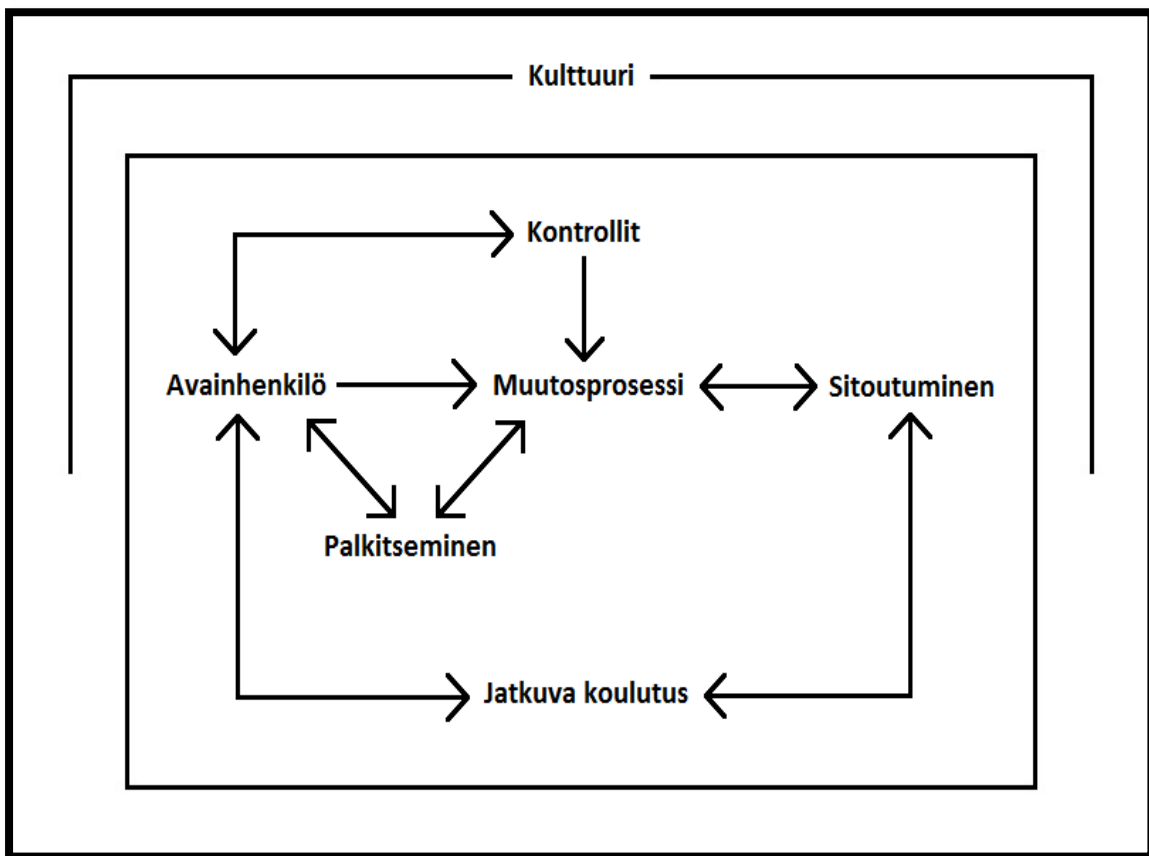 Kulttuuri
Kontrollit
Avainhenkilö
Muutosprosessi
Sitoutuminen
Palkitseminen
Jatkuva koulutus